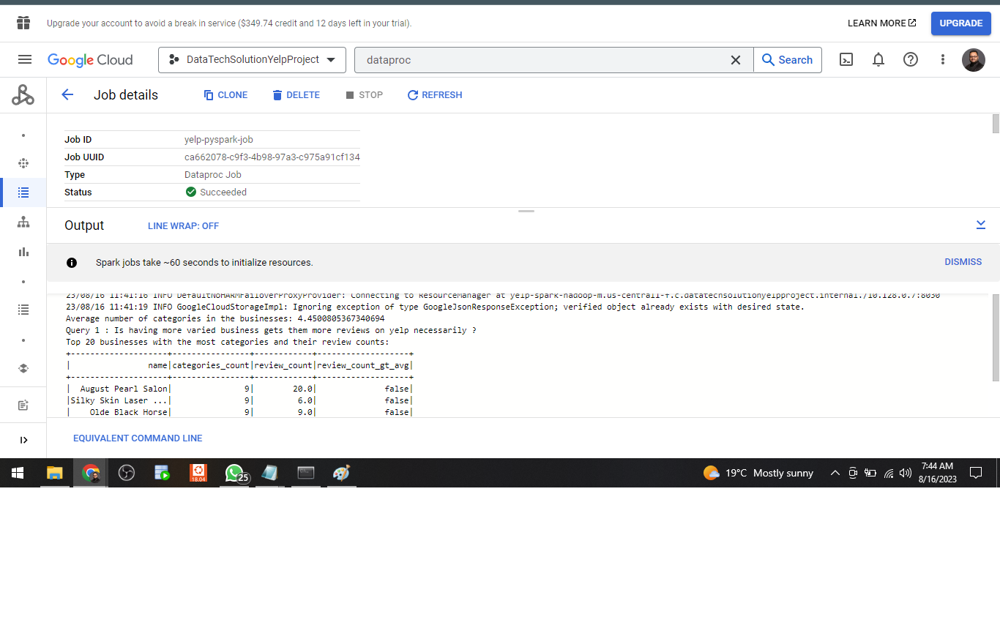 Upgrade your account to avoid a break in service ($349.74 credit and 12 days left in your trial).
LEARN MORE
UPGRADE
Google Cloud
DataTechSolutionYelpProject
dataproc
Search
Job details
CLONE
DELETE
STOP
REFRESH
Job ID yelp-pyspark-job
Job UUID ca662078-c9f3-4b98-97a3-c975a91cf134
Type Dataproc Job
Status Succeeded
Output
LINE WRAP: OFF
Spark jobs take ~60 seconds to initialize resources.
DISMISS
23/08/16 11:41:16 INFO DefaultNoHARMFailoverProxyProvider: Connecting to ResourceManager at yelp-spark-hadoop-m.us-central1-f.c.datatechsolutionyelpproject.internal./10.128.0.7:8030
23/08/16 11:41:19 INFO GoogleCloudStorageImpl: Ignoring exception of type GoogleJsonResponseException; verified object already exists with desired state.
Average number of categories in the businesses: 4.4500805367340694
Query 1 : Is having more varied business gets them more reviews on yelp necessarily ?
Top 20 businesses with the most categories and their review counts:
+--------------------+----------------+------------+-------------------+
|                name|categories_count|review_count|review_count_gt_avg|
+--------------------+----------------+------------+-------------------+
|  August Pearl Salon|               9|        20.0|              false|
|Silky Skin Laser ...|               9|         6.0|              false|
|    Olde Black Horse|               9|         9.0|              false|
EQUIVALENT COMMAND LINE
18.04
25
19°C Mostly sunny
7:44 AM
8/16/2023